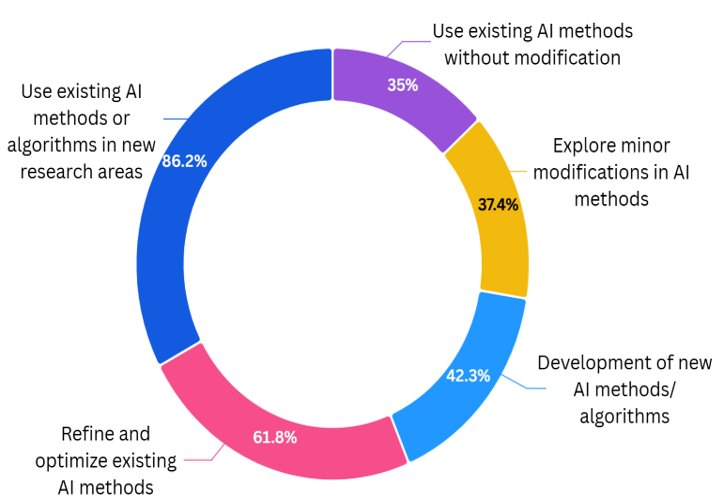 Use existing AI methods
without modification
35%
Explore minor
modifications in AI
methods
37.4%
Development of new
AI methods/
algorithms
42.3%
Refine and
optimize existing
AI methods
61.8%
Use existing AI
methods or
algorithms in new
research areas
86.2%